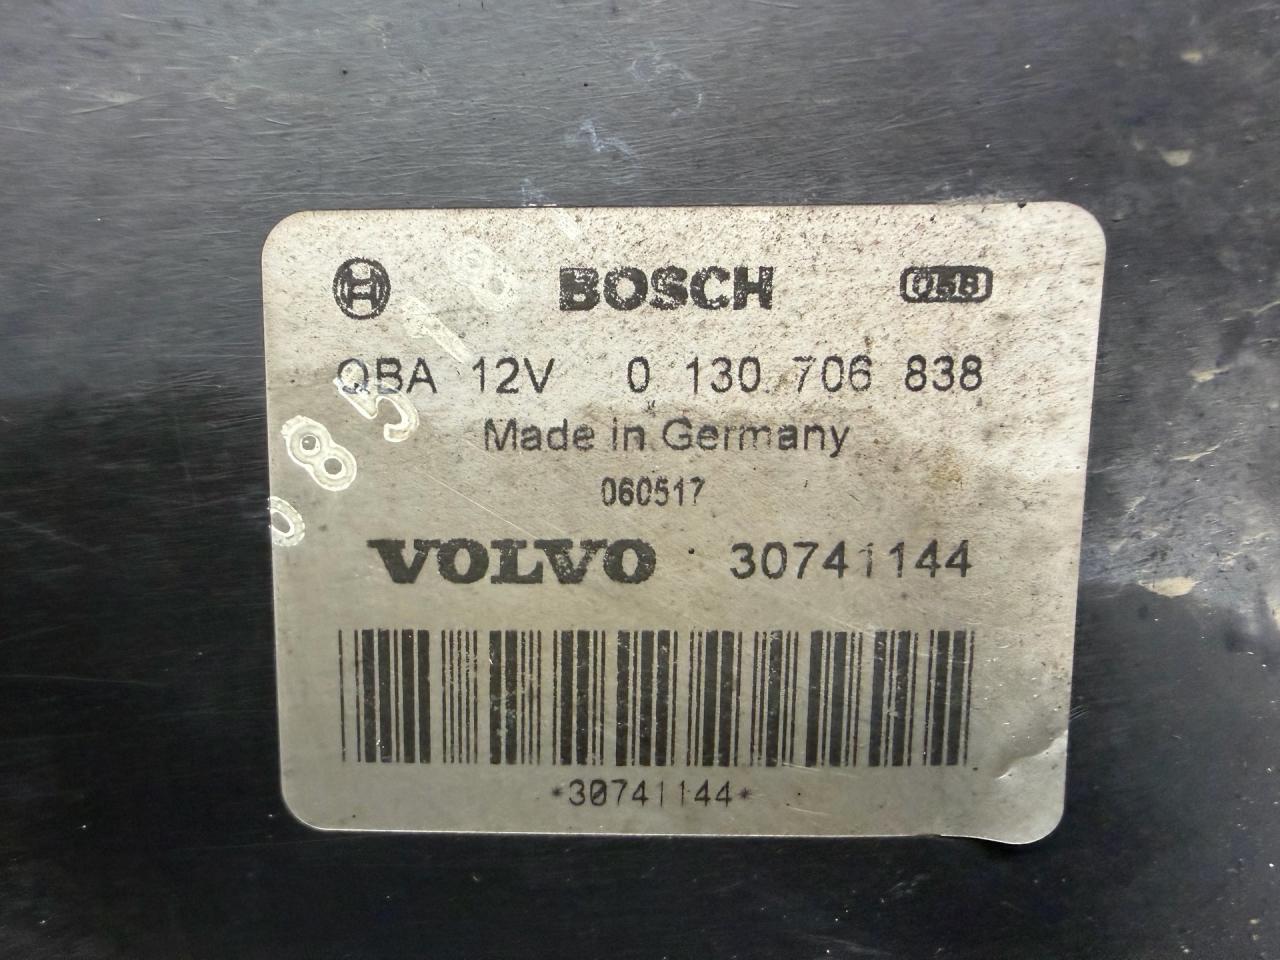 BOSCH
QBA 12V 0 130 706 838
Made in Germany
060517
VOLVO 30741144
*30741144*